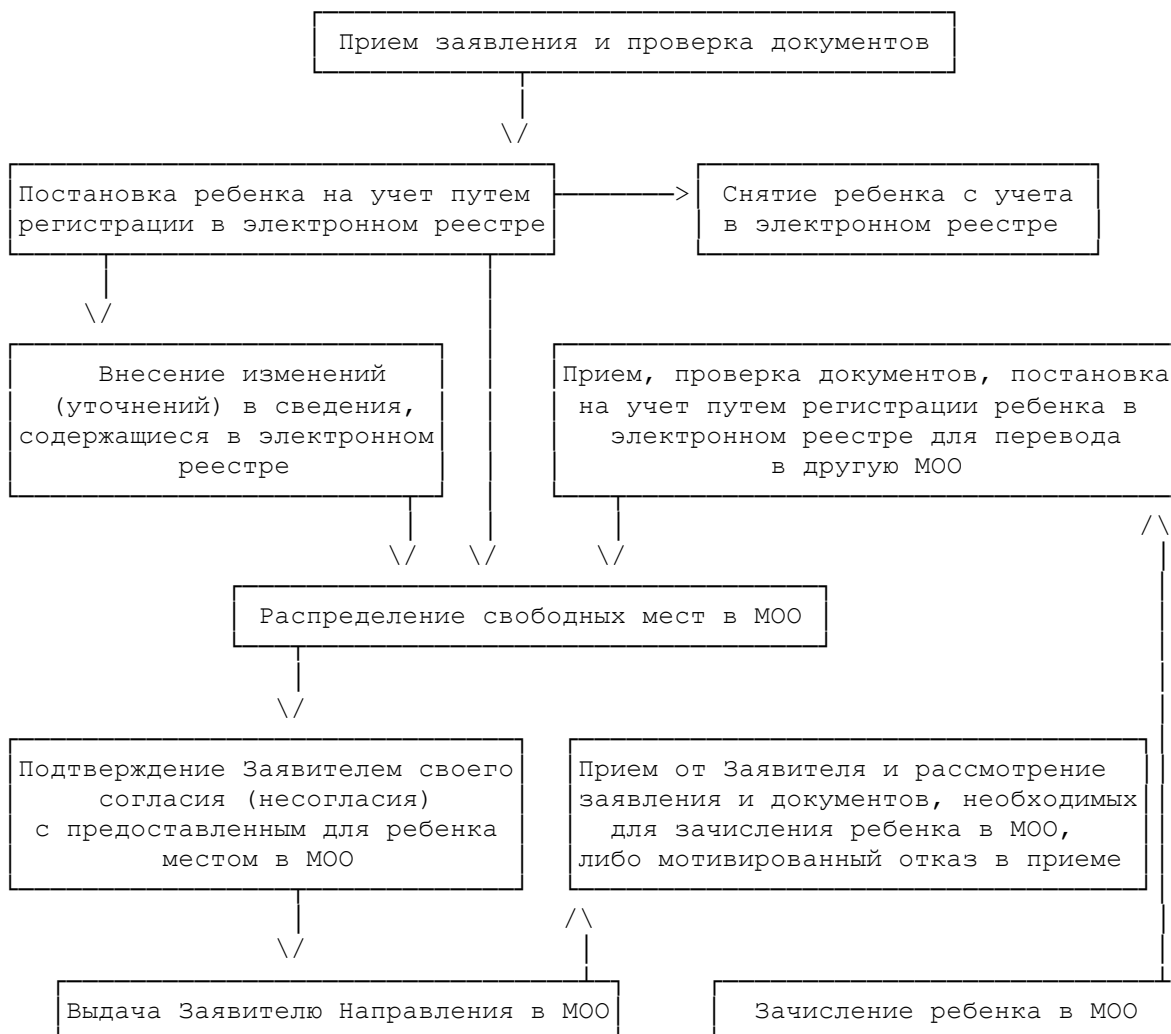 Прием заявления и проверка документов
Постановка ребенка на учет путем
регистрации в электронном реестре
Снятие ребенка с учета
в электронном реестре
Внесение изменений
(уточнений) в сведения,
содержащиеся в электронном
реестре
Прием, проверка документов, постановка
на учет путем регистрации ребенка в
электронном реестре для перевода
в другую МОО
Распределение свободных мест в МОО
Подтверждение Заявителем своего
согласия (несогласия)
с предоставленным для ребенка
местом в МОО
Прием от Заявителя и рассмотрение
заявления и документов, необходимых
для зачисления ребенка в МОО,
либо мотивированный отказ в приеме
Выдача Заявителю Направления в МОО
Зачисление ребенка в МОО